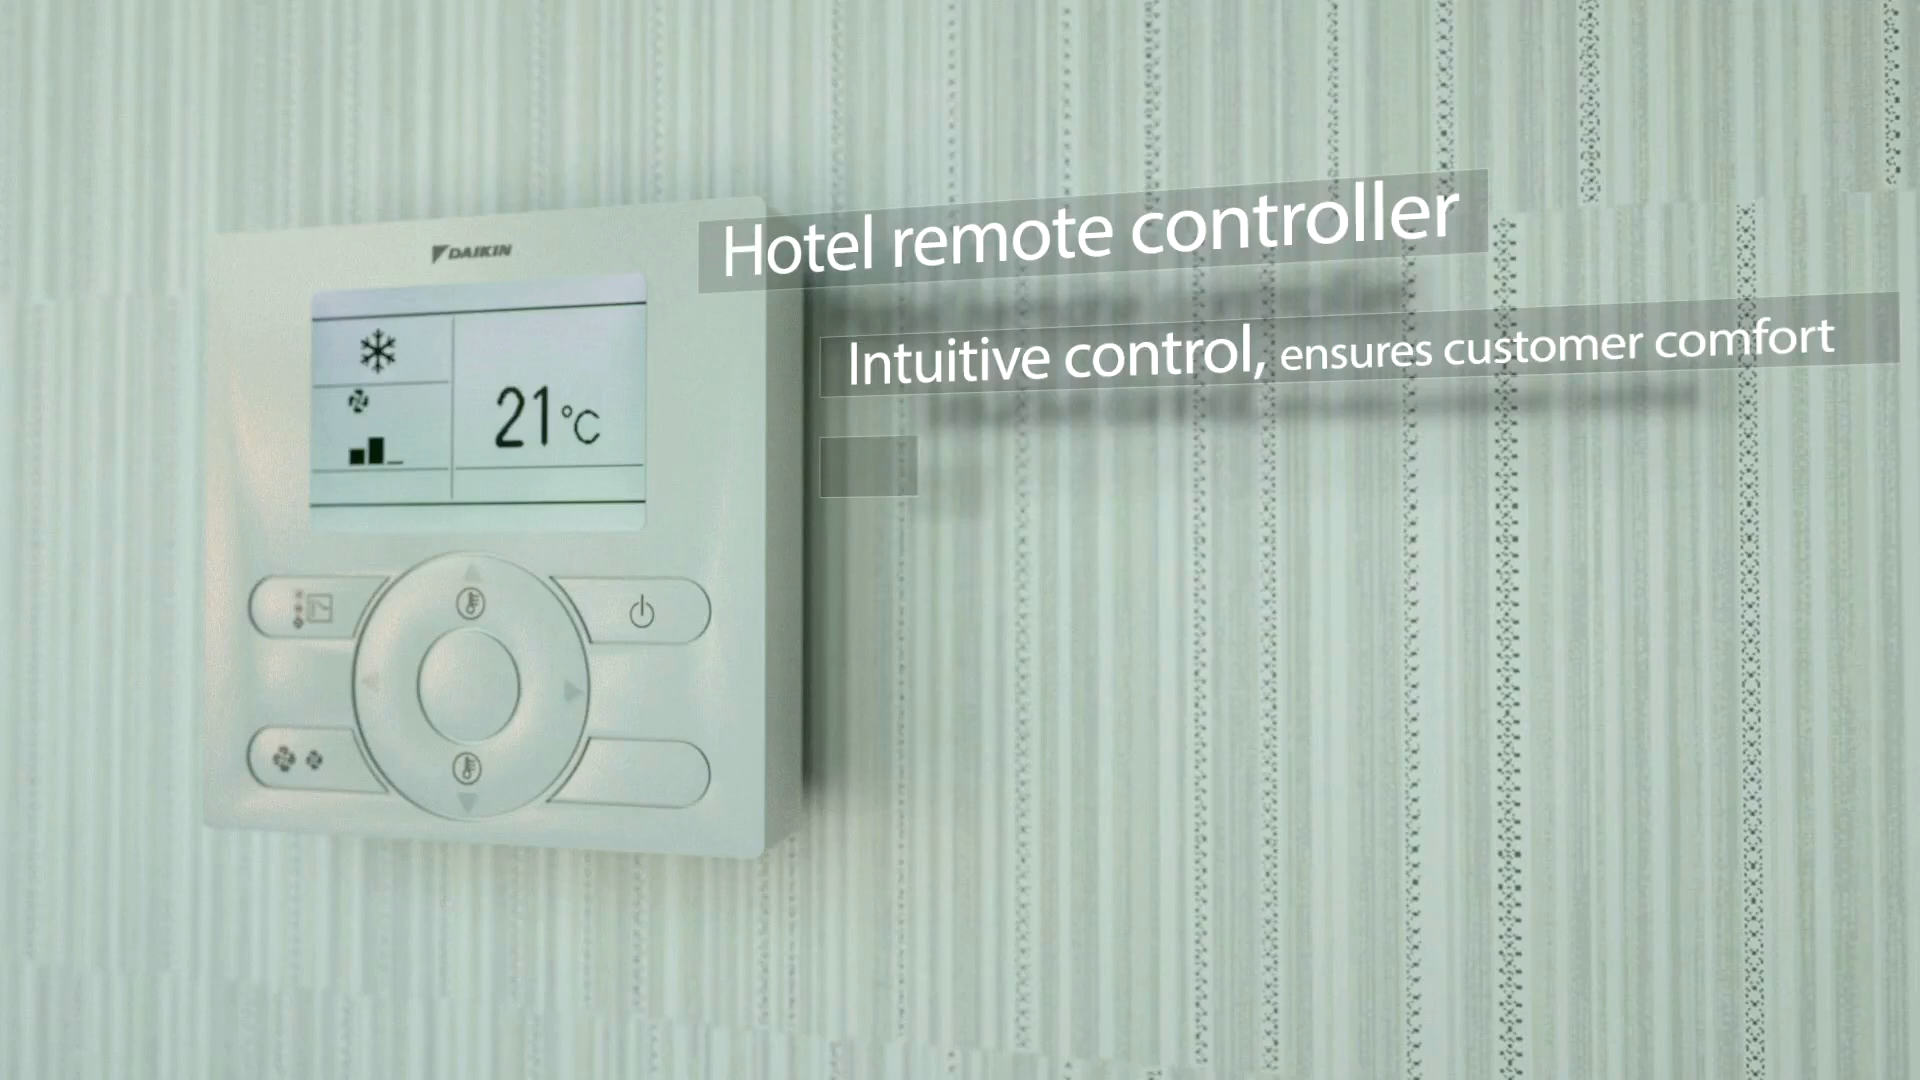 DAIKIN
Hotel remote controller
Intuitive control, ensures customer comfort
21°C